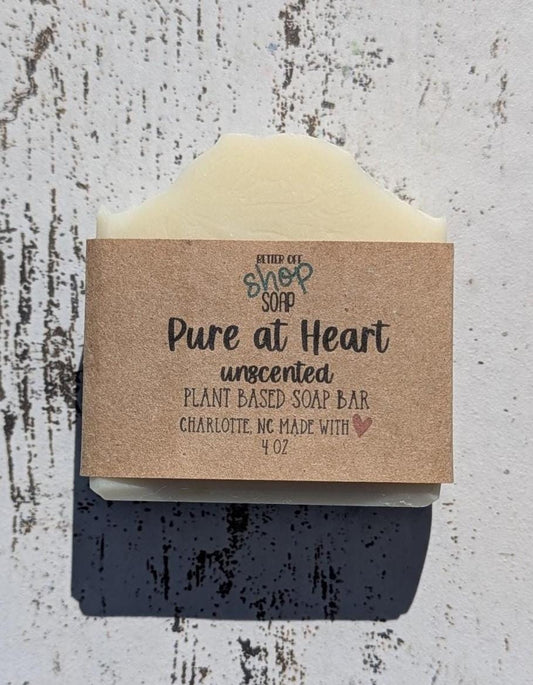 BETTER OFF
shop
SOAP
Pure at Heart
unscented
PLANT BASED SOAP BAR
CHARLOTTE, NC MADE WITH
4 OZ